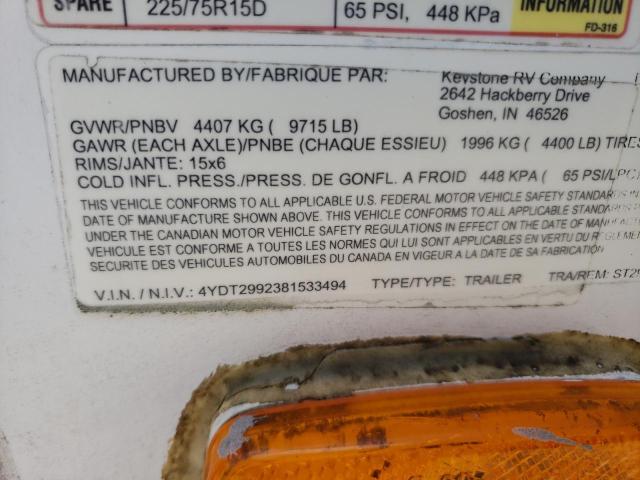 SPARE 225/75R15D 65 PSI, 448 KPa INFORMATION
FD-316
MANUFACTURED BY/FABRIQUE PAR: Keystone RV Company
2642 Hackberry Drive
Goshen, IN 46526
GVWR/PNBV 4407 KG ( 9715 LB)
GAWR (EACH AXLE)/PNBE (CHAQUE ESSIEU) 1996 KG ( 4400 LB) TIRES
RIMS/JANTE: 15x6
COLD INFL. PRESS./PRESS. DE GONFL. A FROID 448 KPA ( 65 PSI/LPC)
THIS VEHICLE CONFORMS TO ALL APPLICABLE U.S. FEDERAL MOTOR VEHICLE SAFETY STANDARDS IN
DATE OF MANUFACTURE SHOWN ABOVE. THIS VEHICLE CONFORMS TO ALL APPLICABLE STANDARDS
UNDER THE CANADIAN MOTOR VEHICLE SAFETY REGULATIONS IN EFFECT ON THE DATE OF
VEHICULE EST CONFORME A TOUTES LES NORMES QUI LUI SONT APPLICABLES EN VERTU DU REGLEMENT
SECURITE DES VEHICULES AUTOMOBILES DU CANADA EN VIGEUR A LA DATE DE SA FABRICATION
V.I.N. / N.I.V.: 4YDT2992381533494 TYPE/TYPE: TRAILER TRA/REM: